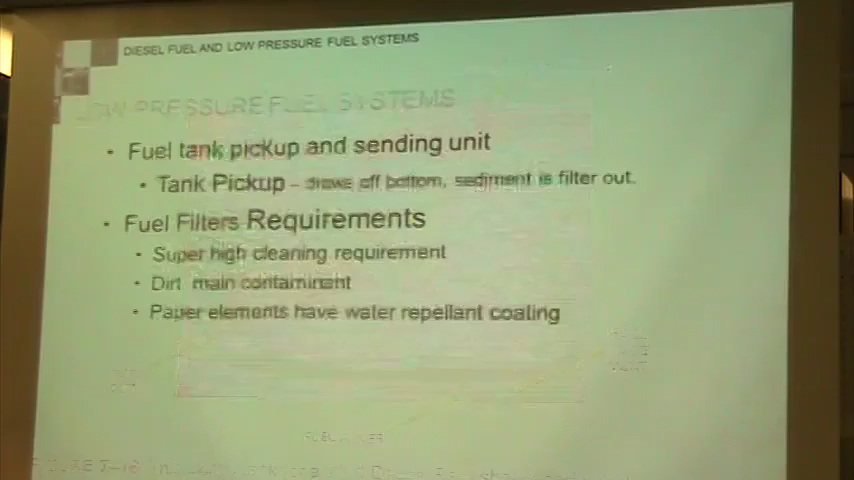 DIESEL FUEL AND LOW PRESSURE FUEL SYSTEMS
LOW PRESSURE FUEL SYSTEMS
• Fuel tank pickup and sending unit
• Tank Pickup – draws off bottom, sediment is filter out.
• Fuel Filters Requirements
• Super high cleaning requirement
• Dirt main contaminant
• Paper elements have water repellant coating